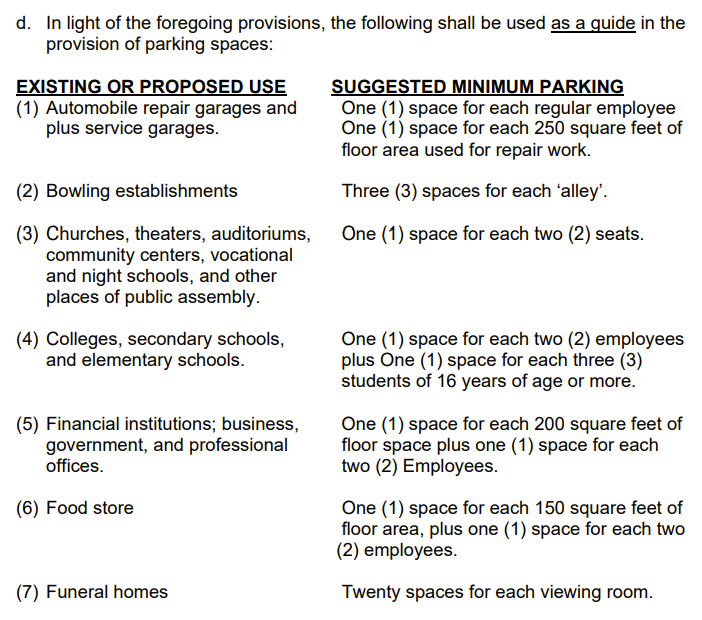 d. In light of the foregoing provisions, the following shall be used as a guide in the
provision of parking spaces:
EXISTING OR PROPOSED USE SUGGESTED MINIMUM PARKING
(1) Automobile repair garages and One (1) space for each regular employee
plus service garages. One (1) space for each 250 square feet of
floor area used for repair work.
(2) Bowling establishments Three (3) spaces for each ‘alley’.
(3) Churches, theaters, auditoriums, One (1) space for each two (2) seats.
community centers, vocational
and night schools, and other
places of public assembly.
(4) Colleges, secondary schools, One (1) space for each two (2) employees
and elementary schools. plus One (1) space for each three (3)
students of 16 years of age or more.
(5) Financial institutions; business, One (1) space for each 200 square feet of
government, and professional floor space plus one (1) space for each
offices. two (2) Employees.
(6) Food store One (1) space for each 150 square feet of
floor area, plus one (1) space for each two
(2) employees.
(7) Funeral homes Twenty spaces for each viewing room.